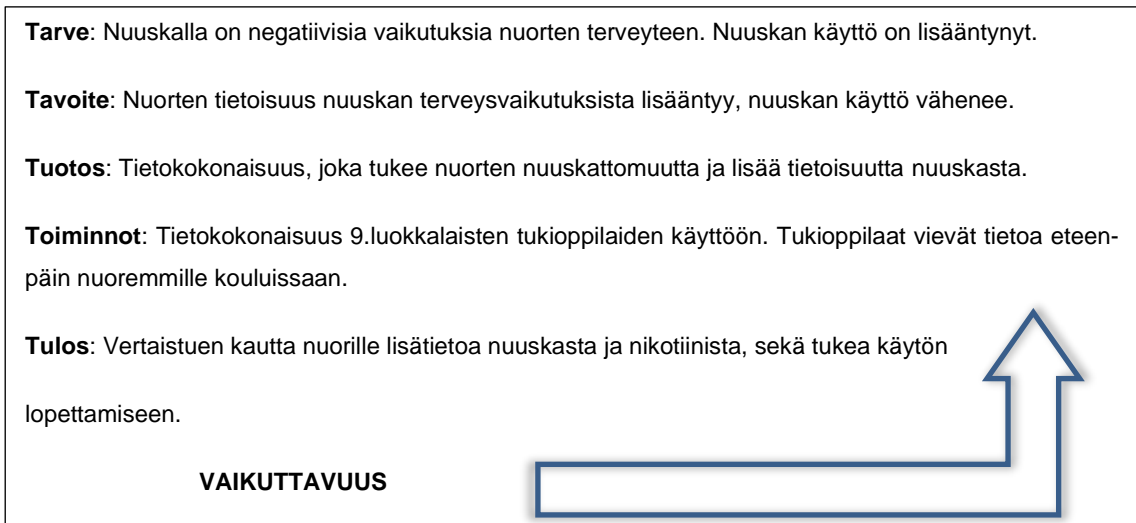 Tarve: Nuuskalla on negatiivisia vaikutuksia nuorten terveyteen. Nuuskan käyttö on lisääntynyt.
Tavoite: Nuorten tietoisuus nuuskan terveysvaikutuksista lisääntyy, nuuskan käyttö vähenee.
Tuotos: Tietokokonaisuus, joka tukee nuorten nuuskattomuutta ja lisää tietoisuutta nuuskasta.
Toiminnot: Tietokokonaisuus 9.luokkalaisten tukioppilaiden käyttöön. Tukioppilaat vievät tietoa eteen-
päin nuoremmille kouluissaan.
Tulos: Vertaistuen kautta nuorille lisätietoa nuuskasta ja nikotiinista, sekä tukea käytön
lopettamiseen.
VAIKUTTAVUUS